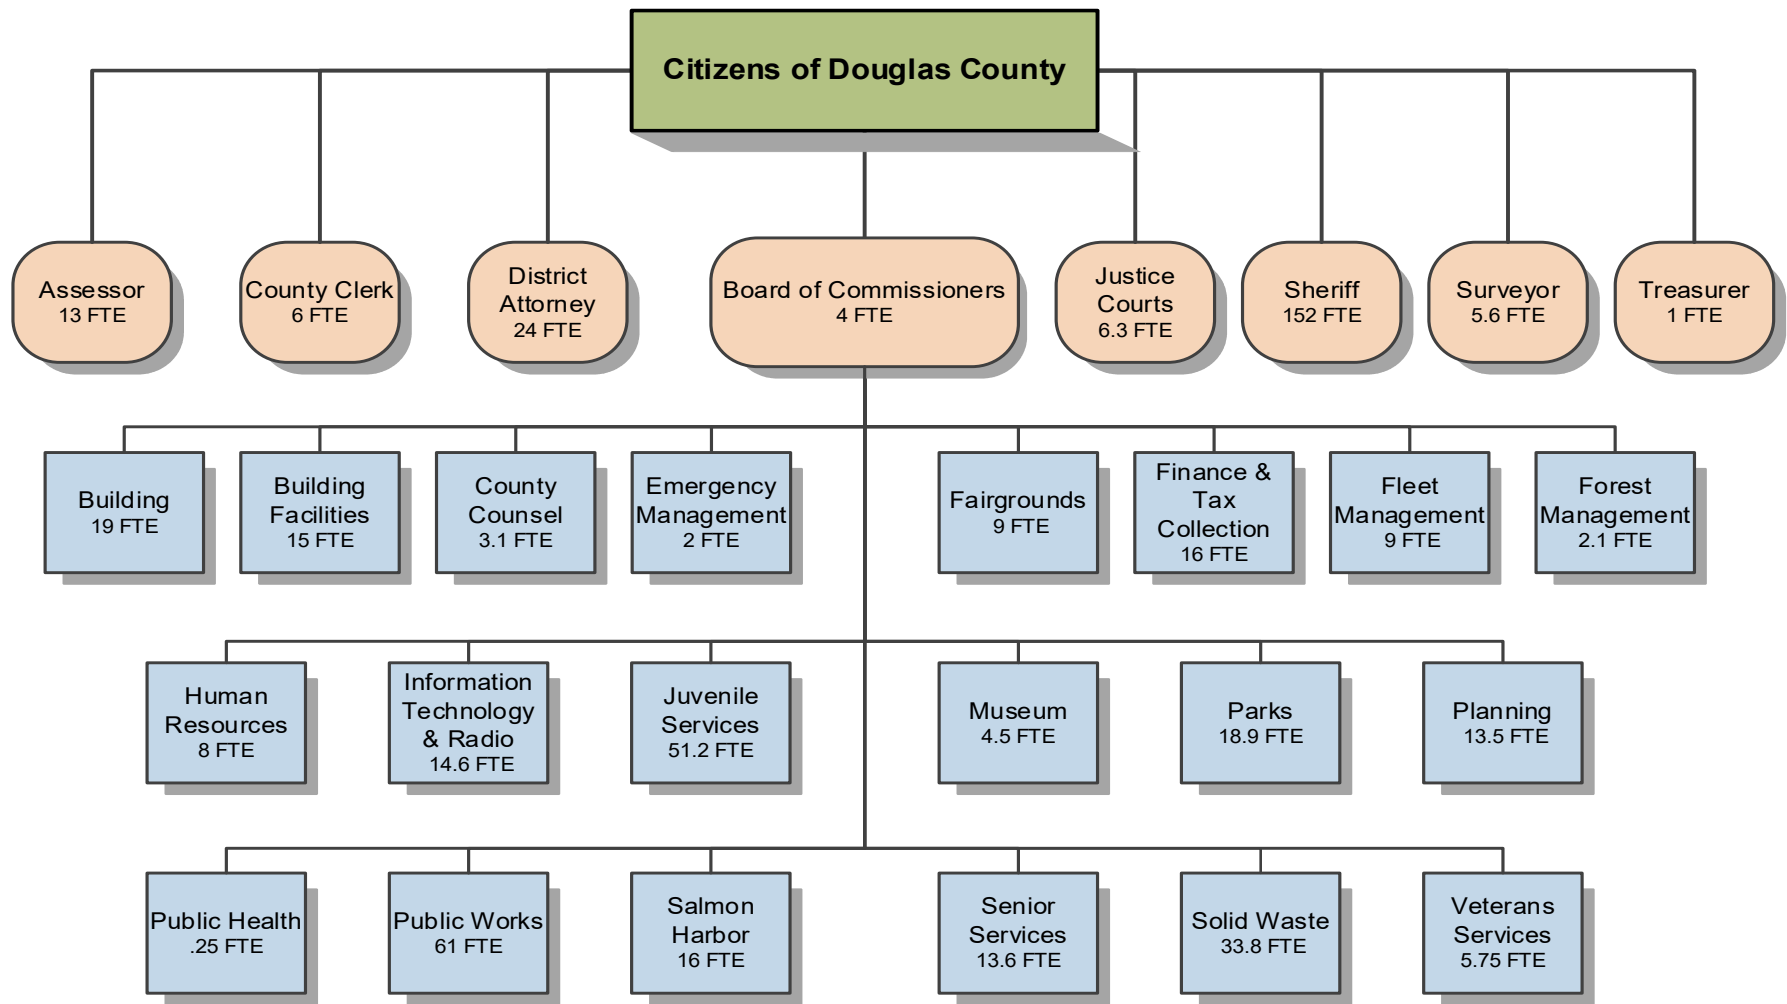 Citizens of Douglas County
Assessor
13 FTE
County Clerk
6 FTE
District
Attorney
24 FTE
Board of Commissioners
4 FTE
Justice
Courts
6.3 FTE
Sheriff
152 FTE
Surveyor
5.6 FTE
Treasurer
1 FTE
Building
19 FTE
Building
Facilities
15 FTE
County
Counsel
3.1 FTE
Emergency
Management
2 FTE
Fairgrounds
9 FTE
Finance &
Tax
Collection
16 FTE
Fleet
Management
9 FTE
Forest
Management
2.1 FTE
Human
Resources
8 FTE
Information
Technology
& Radio
14.6 FTE
Juvenile
Services
51.2 FTE
Museum
4.5 FTE
Parks
18.9 FTE
Planning
13.5 FTE
Public Health
.25 FTE
Public Works
61 FTE
Salmon
Harbor
16 FTE
Senior
Services
13.6 FTE
Solid Waste
33.8 FTE
Veterans
Services
5.75 FTE